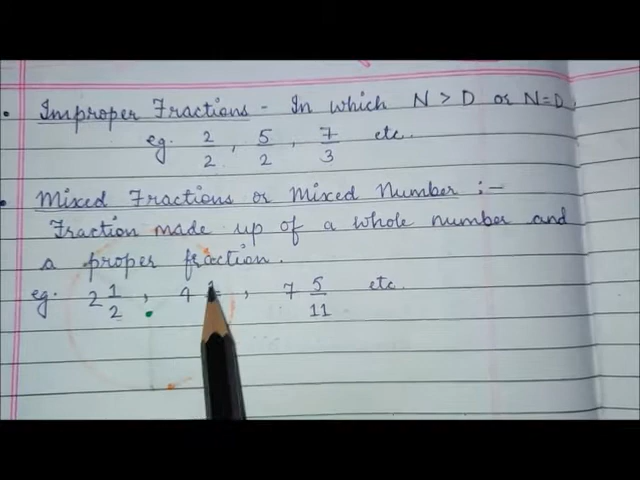 • Improper Fractions - In which N > D or N=D.
eg. 2/2, 5/2, 7/3 etc.
• Mixed Fractions or Mixed Number :-
Fraction made up of a whole number and
a proper fraction.
eg. 2 1/2, 4 , 7 5/11 etc.